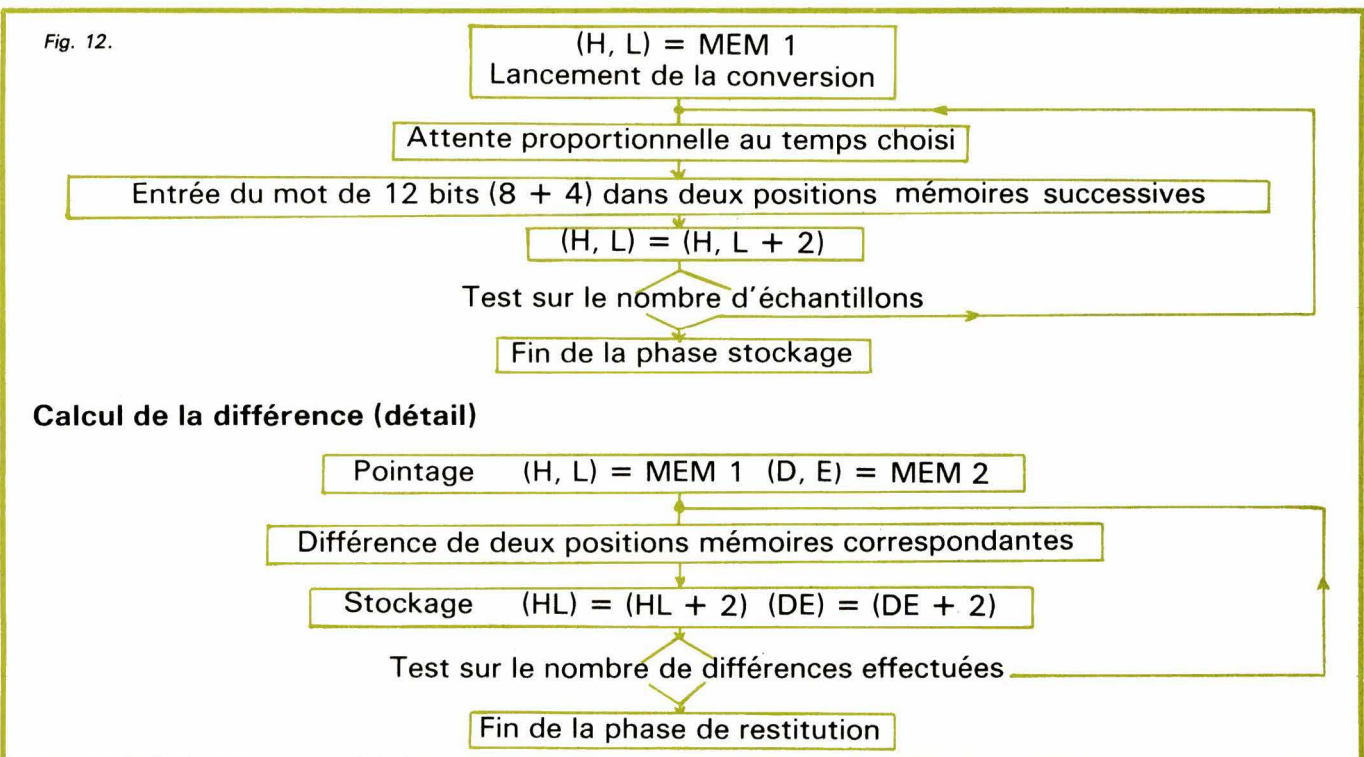 Fig. 12.
(H, L) = MEM 1
Lancement de la conversion
Attente proportionnelle au temps choisi
Entrée du mot de 12 bits (8 + 4) dans deux positions mémoires successives
(H, L) = (H, L + 2)
Test sur le nombre d'échantillons
Fin de la phase stockage
Calcul de la différence (détail)
Pointage (H, L) = MEM 1 (D, E) = MEM 2
Différence de deux positions mémoires correspondantes
Stockage (HL) = (HL + 2) (DE) = (DE + 2)
Test sur le nombre de différences effectuées
Fin de la phase de restitution